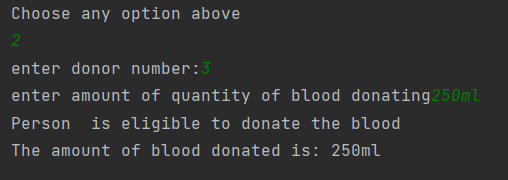 Choose any option above
2
enter donor number:3
enter amount of quantity of blood donating250ml
Person  is eligible to donate the blood
The amount of blood donated is: 250ml